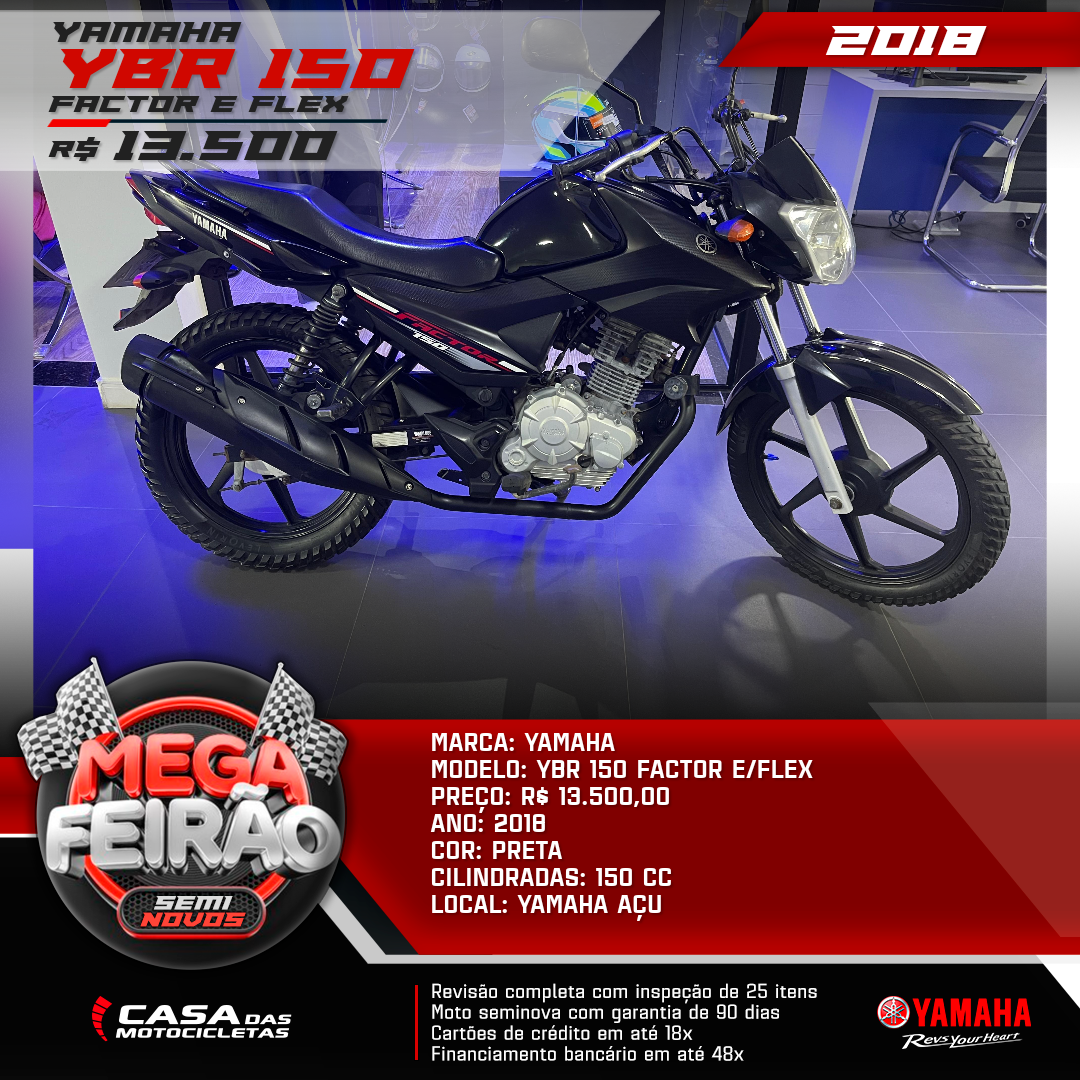 YAMAHA
YBR 150
FACTOR E FLEX
R$ 13.500
2018
YAMAHA
FACTOR
150
MEGA
FEIRÃO
SEMI
NOVOS
MARCA: YAMAHA
MODELO: YBR 150 FACTOR E/FLEX
PREÇO: R$ 13.500,00
ANO: 2018
COR: PRETA
CILINDRADAS: 150 CC
LOCAL: YAMAHA AÇU
CASA DAS
MOTOCICLETAS
Revisão completa com inspeção de 25 itens
Moto seminova com garantia de 90 dias
Cartões de crédito em até 18x
Financiamento bancário em até 48x
YAMAHA
Revs Your Heart